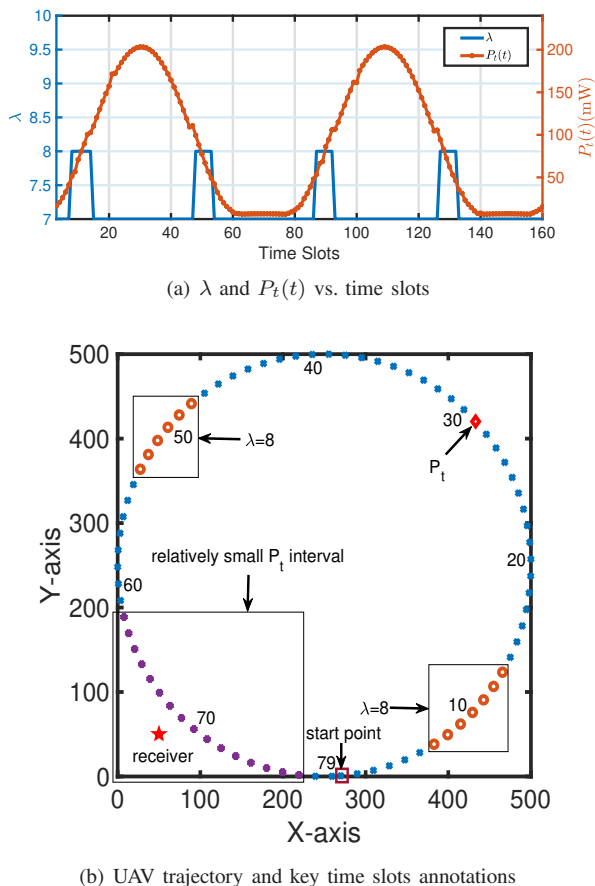 10
9.5
9
8.5
8
7.5
7
λ
λ
P_t(t)
200
150
100
50
P_t(t)(mW)
20 40 60 80 100 120 140 160
Time Slots
(a) λ and P_t(t) vs. time slots
500
400
300
200
100
0
Y-axis
40
30
P_t
50
λ=8
20
relatively small P_t interval
60
70
receiver
λ=8
10
start point
79
0 100 200 300 400 500
X-axis
(b) UAV trajectory and key time slots annotations